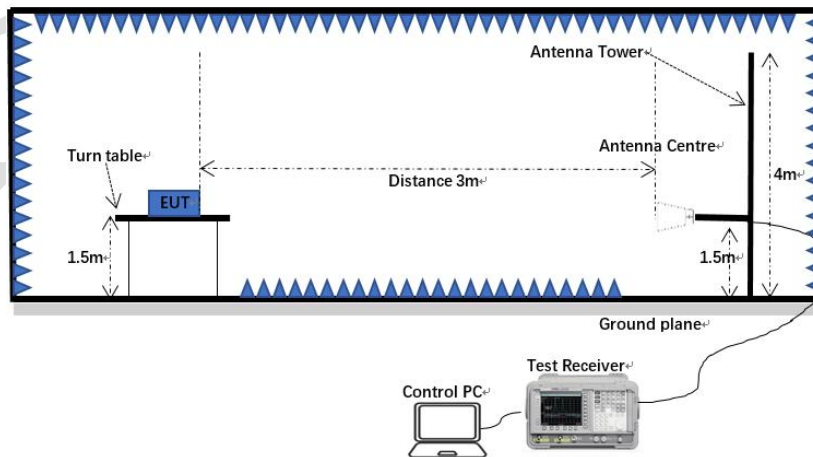 Antenna Tower
Turn table
Antenna Centre
Distance 3m
4m
EUT
1.5m
1.5m
Ground plane
Test Receiver
Control PC